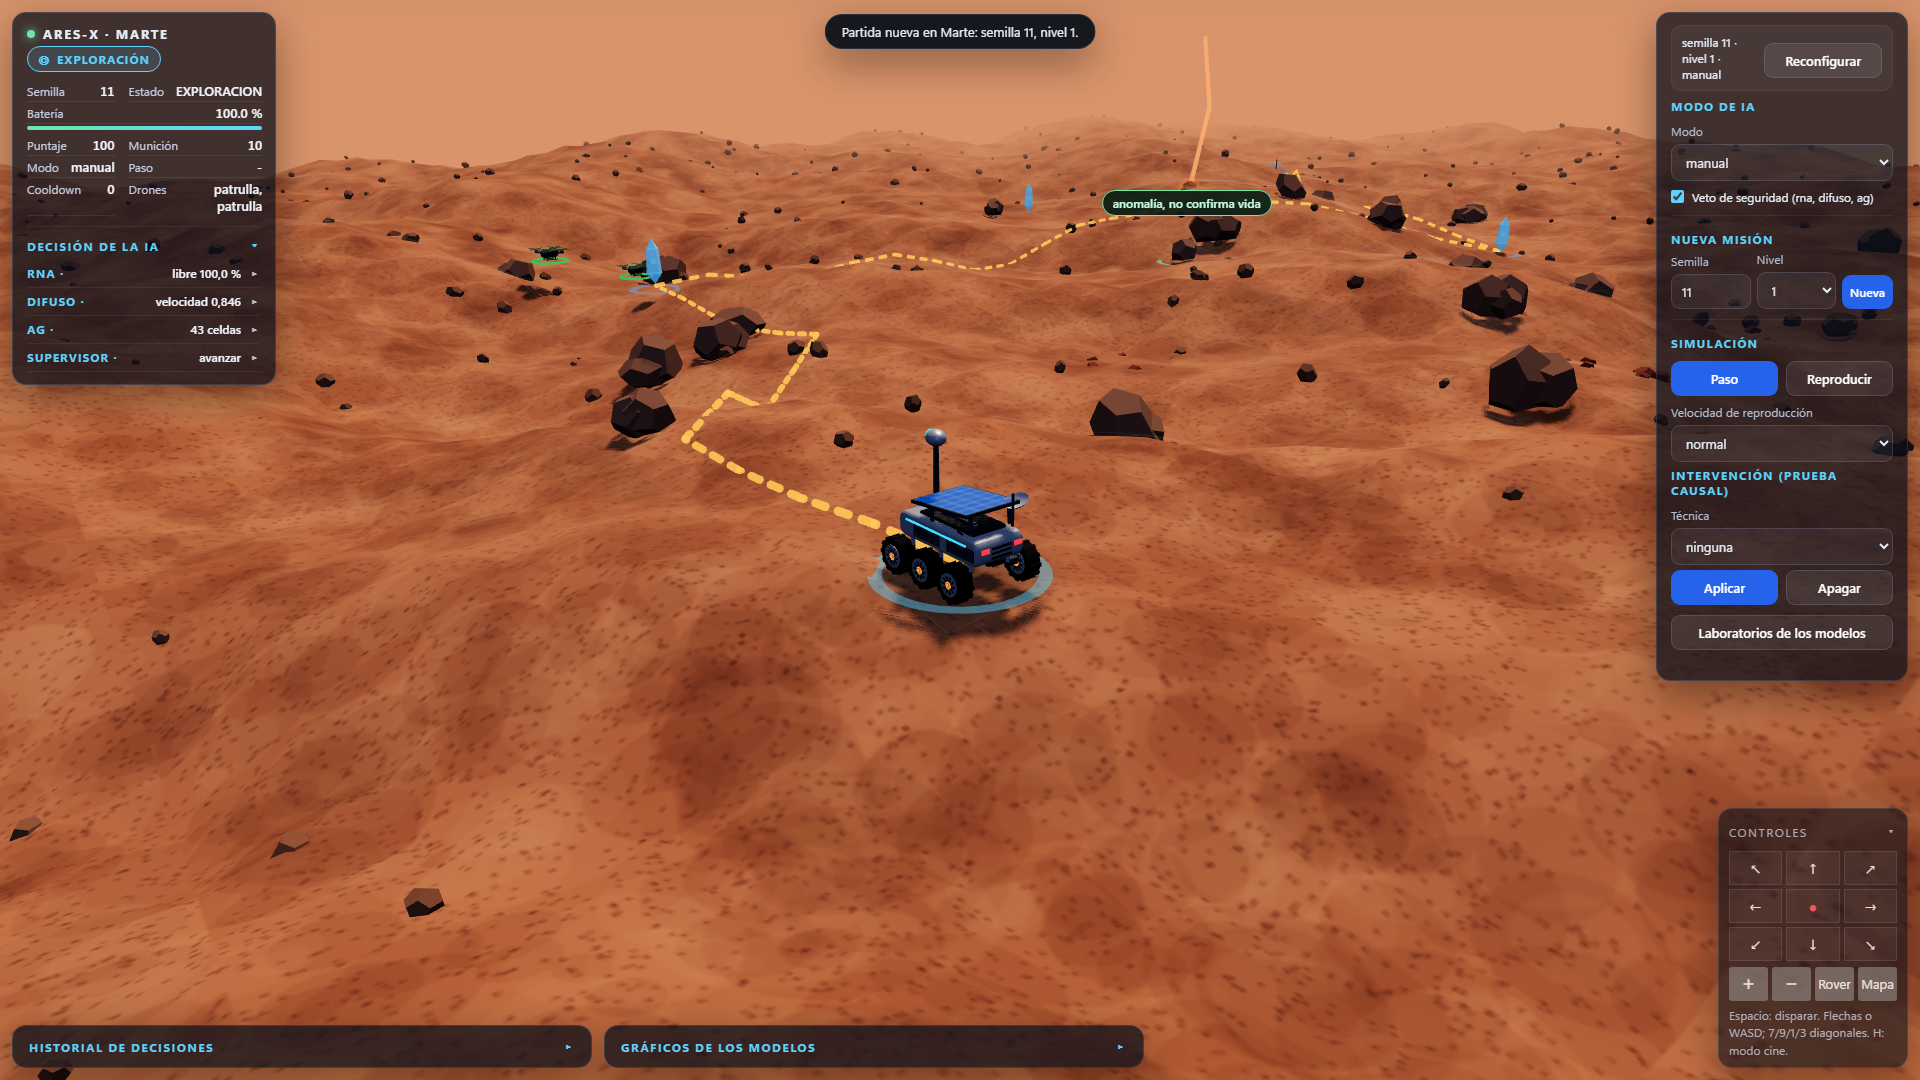 ARES-X · MARTE
EXPLORACIÓN
Semilla 11 Estado EXPLORACION
Batería 100.0 %
Puntaje 100 Munición 10
Modo manual Paso -
Cooldown 0 Drones patrulla,
patrulla
DECISIÓN DE LA IA
RNA · libre 100,0 %
DIFUSO · velocidad 0,846
AG · 43 celdas
SUPERVISOR · avanzar
Partida nueva en Marte: semilla 11, nivel 1.
anomalía, no confirma vida
semilla 11 ·
nivel 1 ·
manual
Reconfigurar
MODO DE IA
Modo
manual
Veto de seguridad (rna, difuso, ag)
NUEVA MISIÓN
Semilla Nivel
11 1 Nueva
SIMULACIÓN
Paso Reproducir
Velocidad de reproducción
normal
INTERVENCIÓN (PRUEBA
CAUSAL)
Técnica
ninguna
Aplicar Apagar
Laboratorios de los modelos
CONTROLES
↖ ↑ ↗
← ● →
↙ ↓ ↘
+ − Rover Mapa
Espacio: disparar. Flechas o
WASD; 7/9/1/3 diagonales. H:
modo cine.
HISTORIAL DE DECISIONES
GRÁFICOS DE LOS MODELOS